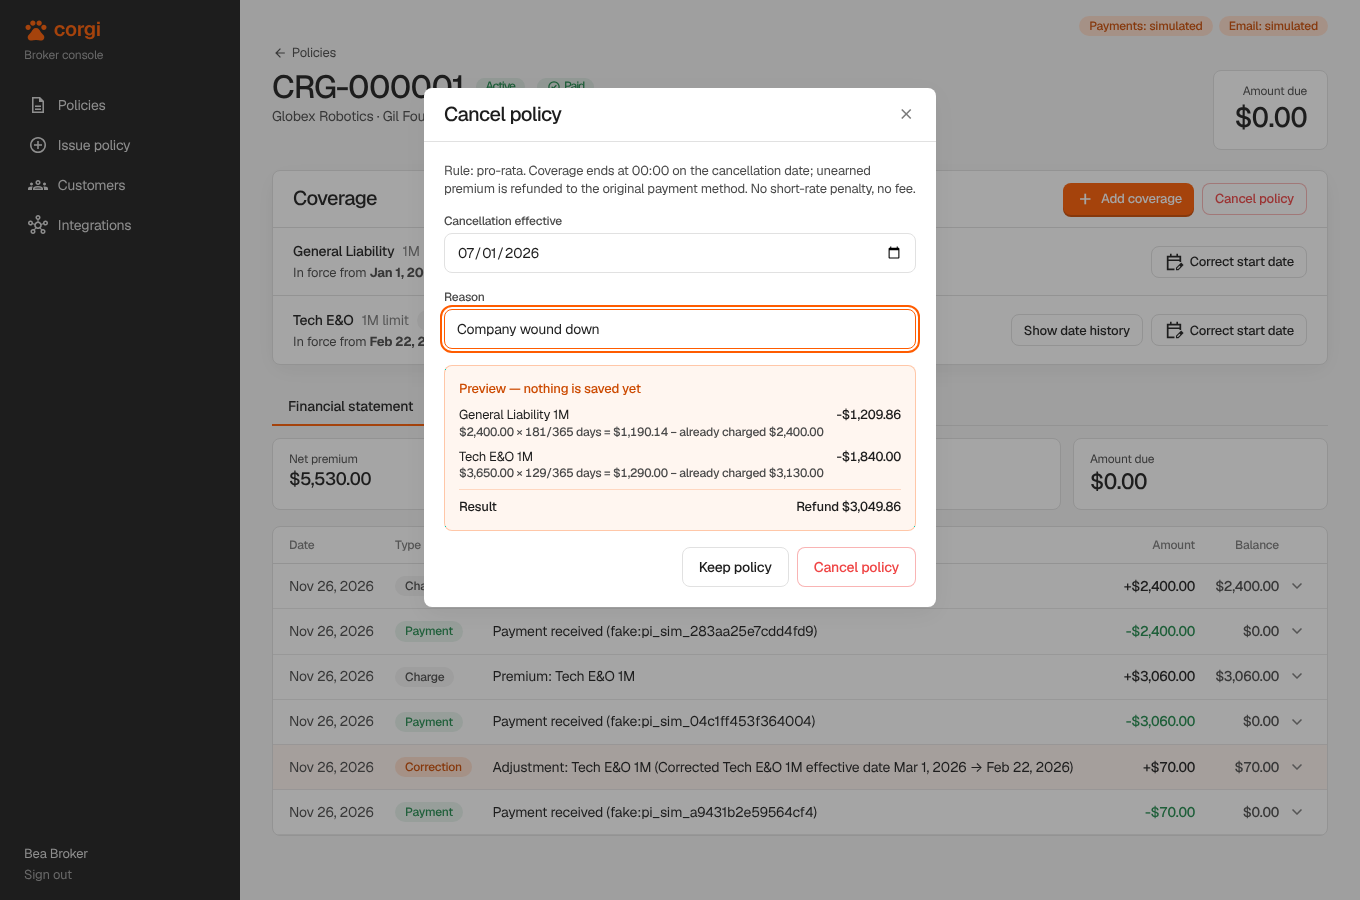 corgi
Broker console
Policies
Issue policy
Customers
Integrations
Bea Broker
Sign out
Payments: simulated
Email: simulated
Policies
CRG-000001
Active
Paid
Globex Robotics · Gil Fou
Amount due
$0.00
Coverage
Add coverage
Cancel policy
General Liability 1M
In force from Jan 1, 20
Correct start date
Tech E&O 1M limit
In force from Feb 22, 2
Show date history
Correct start date
Financial statement
Net premium
$5,530.00
Amount due
$0.00
Date Type Amount Balance
Nov 26, 2026 Cha +$2,400.00 $2,400.00
Nov 26, 2026 Payment Payment received (fake:pi_sim_283aa25e7cdd4fd9) -$2,400.00 $0.00
Nov 26, 2026 Charge Premium: Tech E&O 1M +$3,060.00 $3,060.00
Nov 26, 2026 Payment Payment received (fake:pi_sim_04c1ff453f364004) -$3,060.00 $0.00
Nov 26, 2026 Correction Adjustment: Tech E&O 1M (Corrected Tech E&O 1M effective date Mar 1, 2026 → Feb 22, 2026) +$70.00 $70.00
Nov 26, 2026 Payment Payment received (fake:pi_sim_a9431b2e59564cf4) -$70.00 $0.00
Cancel policy
Rule: pro-rata. Coverage ends at 00:00 on the cancellation date; unearned
premium is refunded to the original payment method. No short-rate penalty, no fee.
Cancellation effective
07/01/2026
Reason
Company wound down
Preview — nothing is saved yet
General Liability 1M -$1,209.86
$2,400.00 × 181/365 days = $1,190.14 − already charged $2,400.00
Tech E&O 1M -$1,840.00
$3,650.00 × 129/365 days = $1,290.00 − already charged $3,130.00
Result Refund $3,049.86
Keep policy
Cancel policy